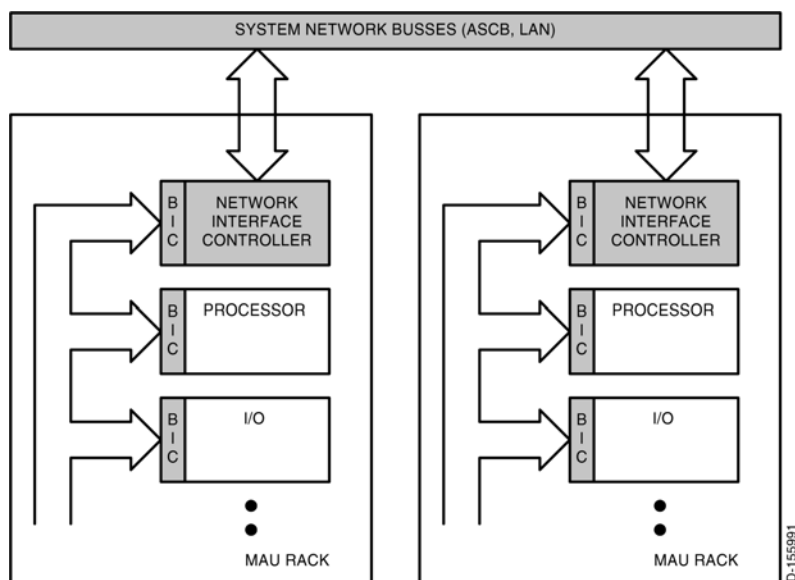 SYSTEM NETWORK BUSSES (ASCB, LAN)
B
I
C
NETWORK
INTERFACE
CONTROLLER
B
I
C
PROCESSOR
B
I
C
I/O
MAU RACK
B
I
C
NETWORK
INTERFACE
CONTROLLER
B
I
C
PROCESSOR
B
I
C
I/O
MAU RACK
D-155991